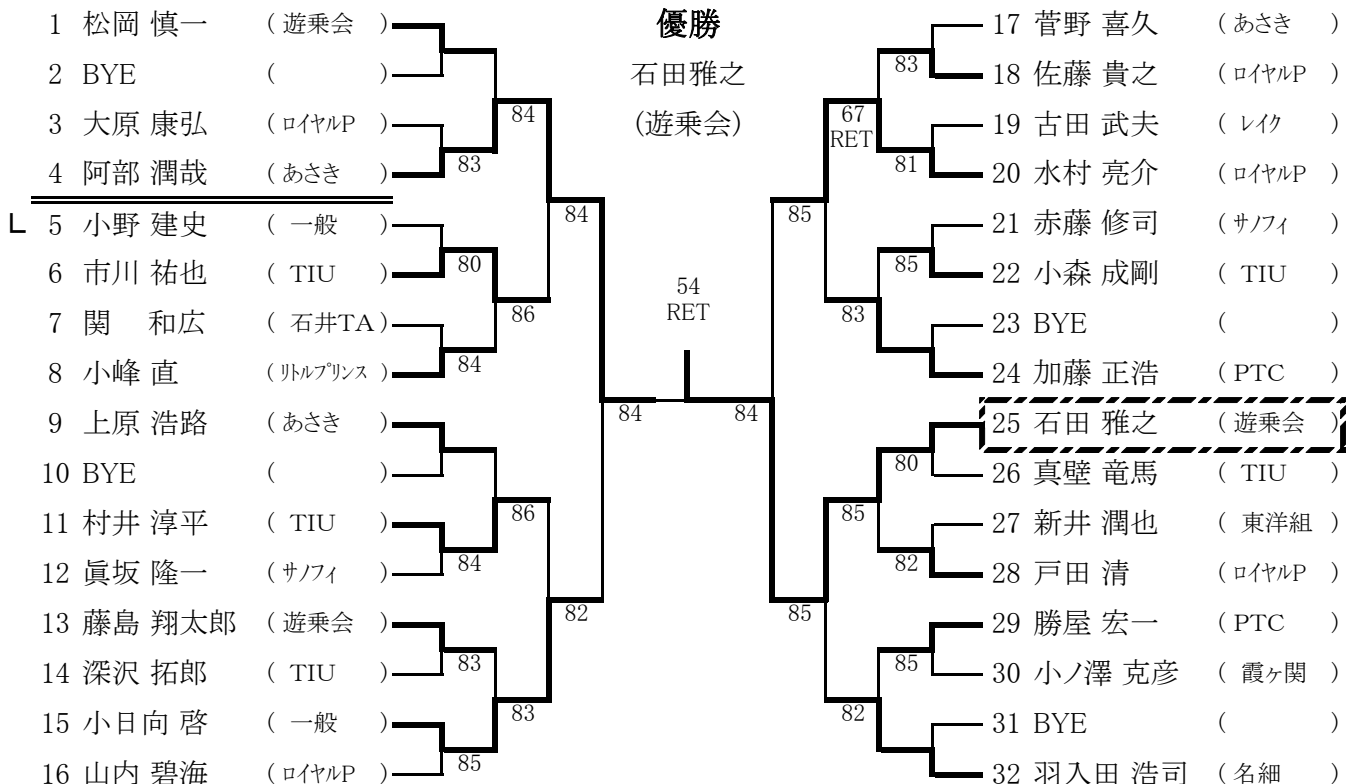 優勝
石田雅之
(遊乗会)
1 松岡 慎一 ( 遊乗会 )
2 BYE ( )
3 大原 康弘 ( ロイヤルP )
4 阿部 潤哉 ( あさき )
L 5 小野 建史 ( 一般 )
6 市川 祐也 ( TIU )
7 関 和広 ( 石井TA )
8 小峰 直 ( リトルプリンス )
9 上原 浩路 ( あさき )
10 BYE ( )
11 村井 淳平 ( TIU )
12 眞坂 隆一 ( サノフィ )
13 藤島 翔太郎 ( 遊乗会 )
14 深沢 拓郎 ( TIU )
15 小日向 啓 ( 一般 )
16 山内 碧海 ( ロイヤルP )
83
80
84
84
83
85
84
86
86
83
84
82
84
54
RET
84
85
85
67
RET
83
85
82
83
81
85
80
82
85
17 菅野 喜久 ( あさき )
18 佐藤 貴之 ( ロイヤルP )
19 古田 武夫 ( レイク )
20 水村 亮介 ( ロイヤルP )
21 赤藤 修司 ( サノフィ )
22 小森 成剛 ( TIU )
23 BYE ( )
24 加藤 正浩 ( PTC )
25 石田 雅之 ( 遊乗会 )
26 真壁 竜馬 ( TIU )
27 新井 潤也 ( 東洋組 )
28 戸田 清 ( ロイヤルP )
29 勝屋 宏一 ( PTC )
30 小ノ澤 克彦 ( 霞ヶ関 )
31 BYE ( )
32 羽入田 浩司 ( 名細 )